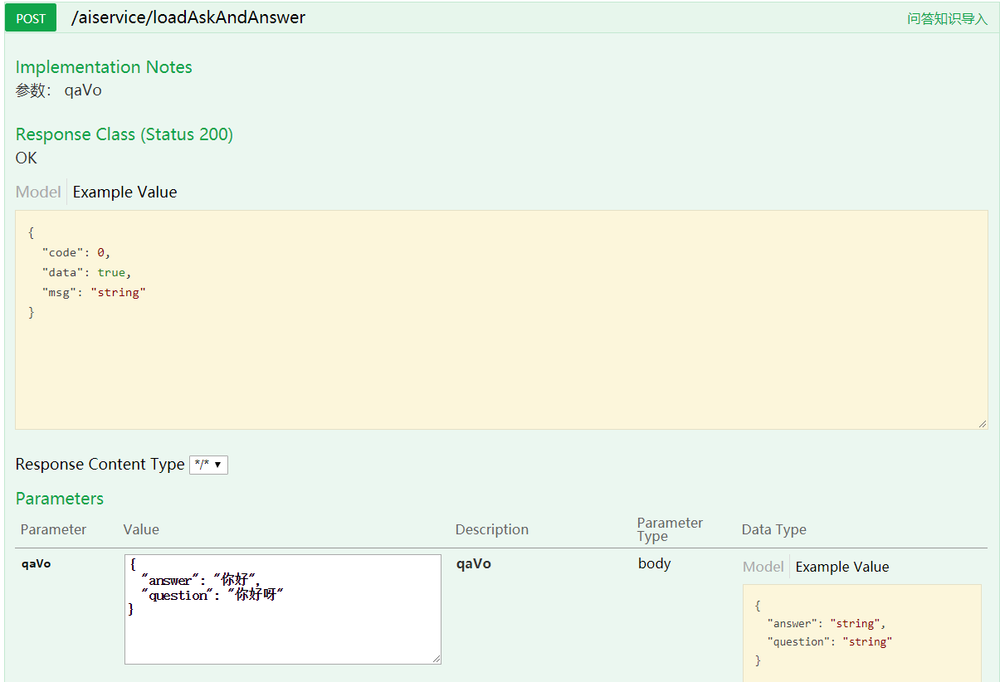 POST /aiservice/loadAskAndAnswer 问答知识导入
Implementation Notes
参数： qaVo
Response Class (Status 200)
OK
Model Example Value
{
"code": 0,
"data": true,
"msg": "string"
}
Response Content Type */*
Parameters
Parameter Value Description Parameter Type Data Type
qaVo
{
"answer": "你好",
"question": "你好呀"
}
qaVo
body
Model Example Value
{
"answer": "string",
"question": "string"
}